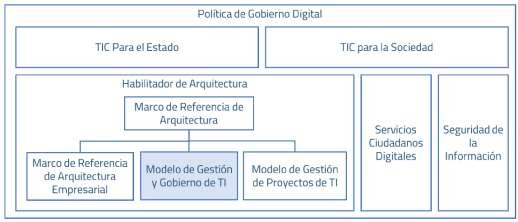 Política de Gobierno Digital
TIC Para el Estado
TIC para la Sociedad
Habilitador de Arquitectura
Marco de Referencia de
Arquitectura
Marco de Referencia
de Arquitectura
Empresarial
Modelo de Gestión
y Gobierno de TI
Modelo de Gestión
de Proyectos de TI
Servicios
Ciudadanos
Digitales
Seguridad de
la
Información